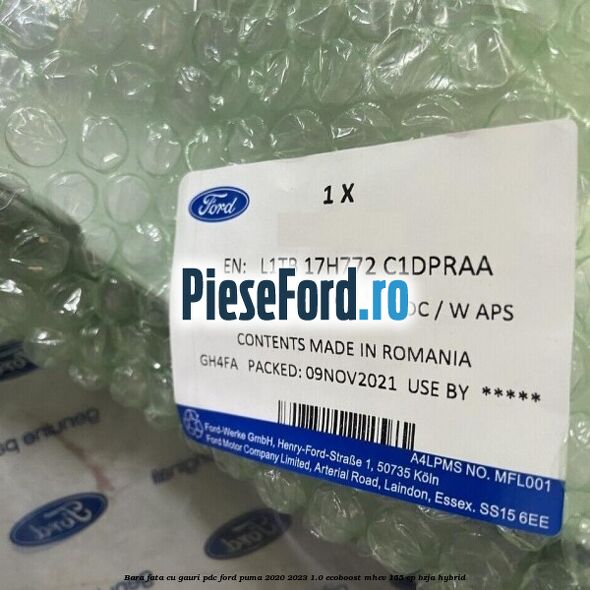 Ford
1 X
EN: L1TB 17H772 C1DPRAA
PieseFord.ro
DC / W APS
CONTENTS MADE IN ROMANIA
GH4FA PACKED: 09NOV2021 USE BY *****
A4LPMS NO. MFL001
Ford-Werke GmbH, Henry-Ford-Straße 1, 50735 Köln
Ford Motor Company Limited, Arterial Road, Laindon, Essex. SS15 6EE
genuine
Ford
Bara fata cu gauri pdc ford puma 2020 2023 1.0 ecoboost mhev 155 cp bzja hybrid